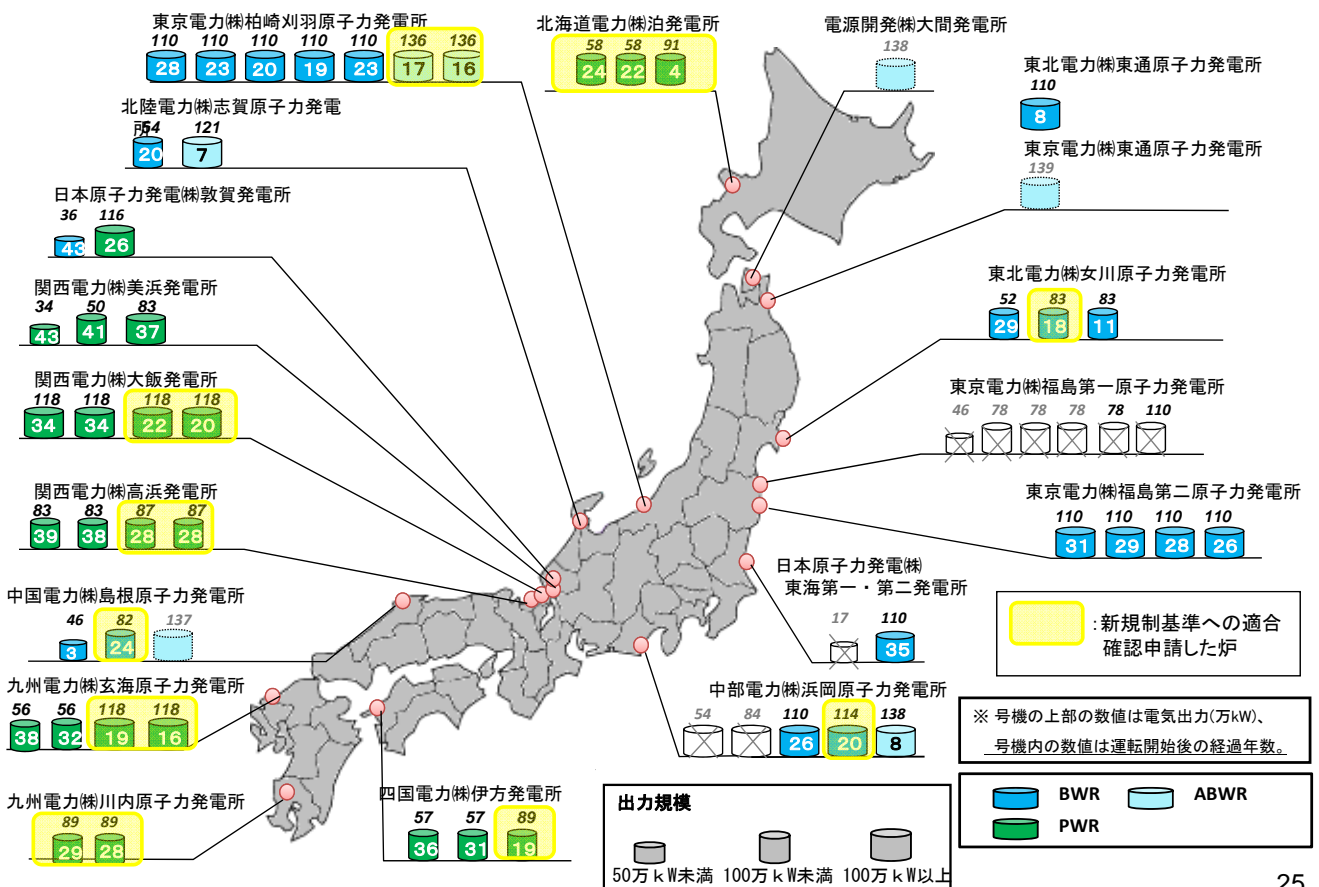 東京電力㈱柏崎刈羽原子力発電所
110 110 110 110 110 136 136
28 23 20 19 23 17 16
北陸電力㈱志賀原子力発電
所
54 121
20 7
日本原子力発電㈱敦賀発電所
36 116
43 26
関西電力㈱美浜発電所
34 50 83
43 41 37
関西電力㈱大飯発電所
118 118 118 118
34 34 22 20
関西電力㈱高浜発電所
83 83 87 87
39 38 28 28
中国電力㈱島根原子力発電所
46 82 137
3 24
九州電力㈱玄海原子力発電所
56 56 118 118
38 32 19 16
九州電力㈱川内原子力発電所
89 89
29 28
四国電力㈱伊方発電所
57 57 89
36 31 19
北海道電力㈱泊発電所
58 58 91
24 22 4
電源開発㈱大間発電所
138
東北電力㈱東通原子力発電所
110
8
東京電力㈱東通原子力発電所
139
東北電力㈱女川原子力発電所
52 83 83
29 18 11
東京電力㈱福島第一原子力発電所
46 78 78 78 78 110
東京電力㈱福島第二原子力発電所
110 110 110 110
31 29 28 26
日本原子力発電㈱
東海第一・第二発電所
17 110
35
中部電力㈱浜岡原子力発電所
54 84 110 114 138
26 20 8
:新規制基準への適合
確認申請した炉
※ 号機の上部の数値は電気出力(万kW)、
号機内の数値は運転開始後の経過年数。
BWR ABWR
PWR
出力規模
50万kW未満 100万kW未満 100万kW以上
25